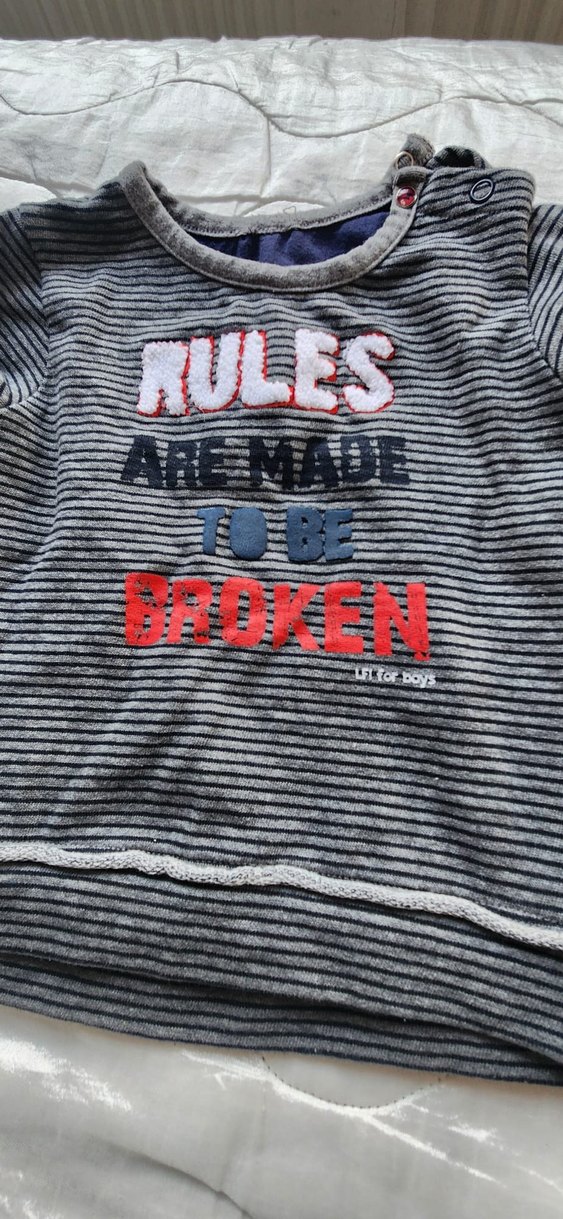 RULES
ARE MADE
TO BE
BROKEN
LFT for boys